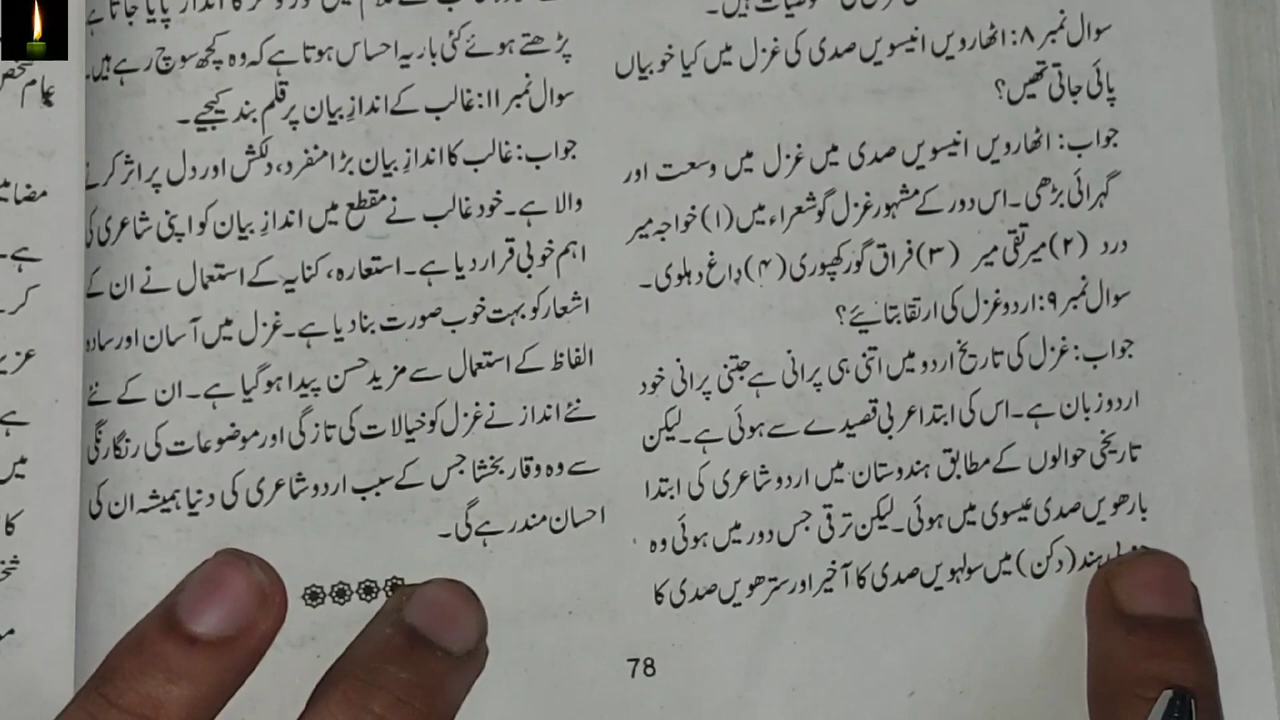 سوال نمبر ۸: اٹھارویں انیسویں صدی کی غزل میں کیا خوبیاں
پائی جاتی تھیں؟
جواب: اٹھارویں انیسویں صدی میں غزل میں وسعت اور
گہرائی بڑھی۔ اس دور کے مشہور غزل گو شعراء میں (۱) خواجہ میر
درد (۲) میر تقی میر (۳) فراق گورکھپوری (۴) داغ دہلوی۔
سوال نمبر ۹: اردو غزل کی ارتقا بتائیے؟
جواب: غزل کی تاریخ اردو میں اتنی ہی پرانی ہے جتنی پرانی خود
اردو زبان ہے۔ اس کی ابتدا عربی قصیدے سے ہوئی ہے۔ لیکن
تاریخی حوالوں کے مطابق ہندوستان میں اردو شاعری کی ابتدا
بارھویں صدی عیسوی میں ہوئی۔ لیکن ترقی جس دور میں ہوئی وہ
ہند (دکن) میں سولہویں صدی کا آخیر اور سترھویں صدی کا
پڑھتے ہوئے کئی بار یہ احساس ہوتا ہے کہ وہ کچھ سوچ رہے ہیں۔
سوال نمبر ۱۱: غالب کے اندازِ بیان پر قلم بند کیجیے۔
جواب: غالب کا اندازِ بیان بڑا منفرد، دلکش اور دل پر اثر کرنے
والا ہے۔ خود غالب نے مقطع میں اندازِ بیان کو اپنی شاعری کی
اہم خوبی قرار دیا ہے۔ استعارہ، کنایہ کے استعمال نے ان کے
اشعار کو بہت خوب صورت بنا دیا ہے۔ غزل میں آسان اور سادہ
الفاظ کے استعمال سے مزید حسن پیدا ہو گیا ہے۔ ان کے نئے
نئے انداز نے غزل کو خیالات کی تازگی اور موضوعات کی رنگارنگی
سے وہ وقار بخشا جس کے سبب اردو شاعری کی دنیا ہمیشہ ان کی
احسان مند رہے گی۔
78